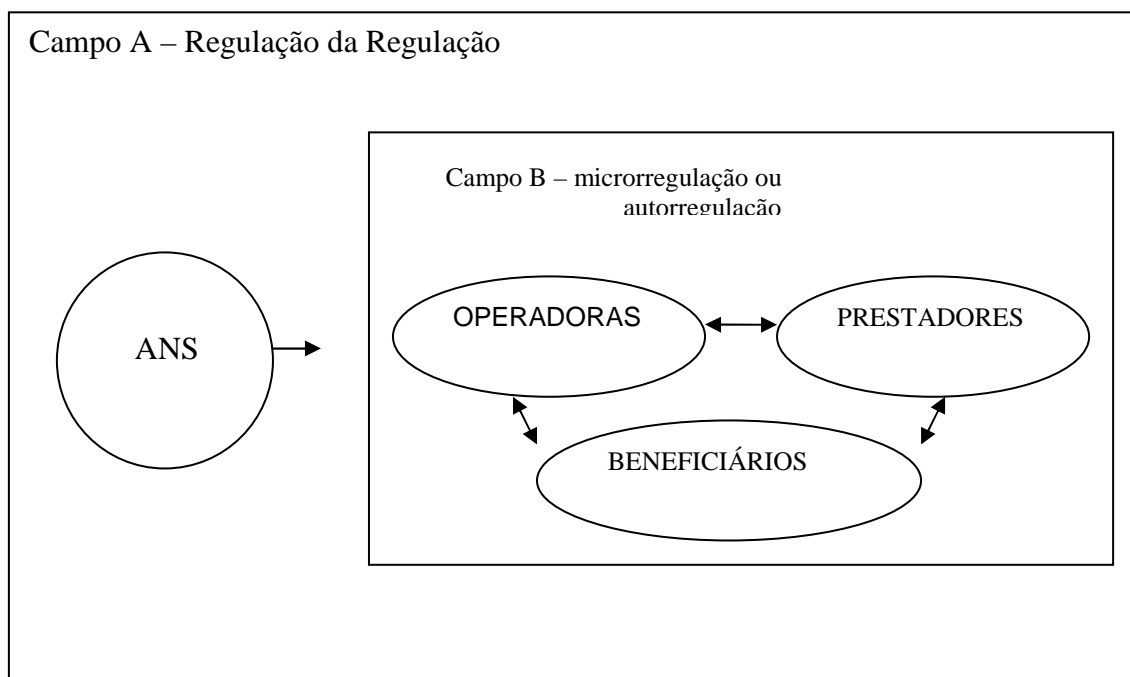 Campo A – Regulação da Regulação
Campo B – microrregulação ou
autorregulação
OPERADORAS
PRESTADORES
ANS
BENEFICIÁRIOS